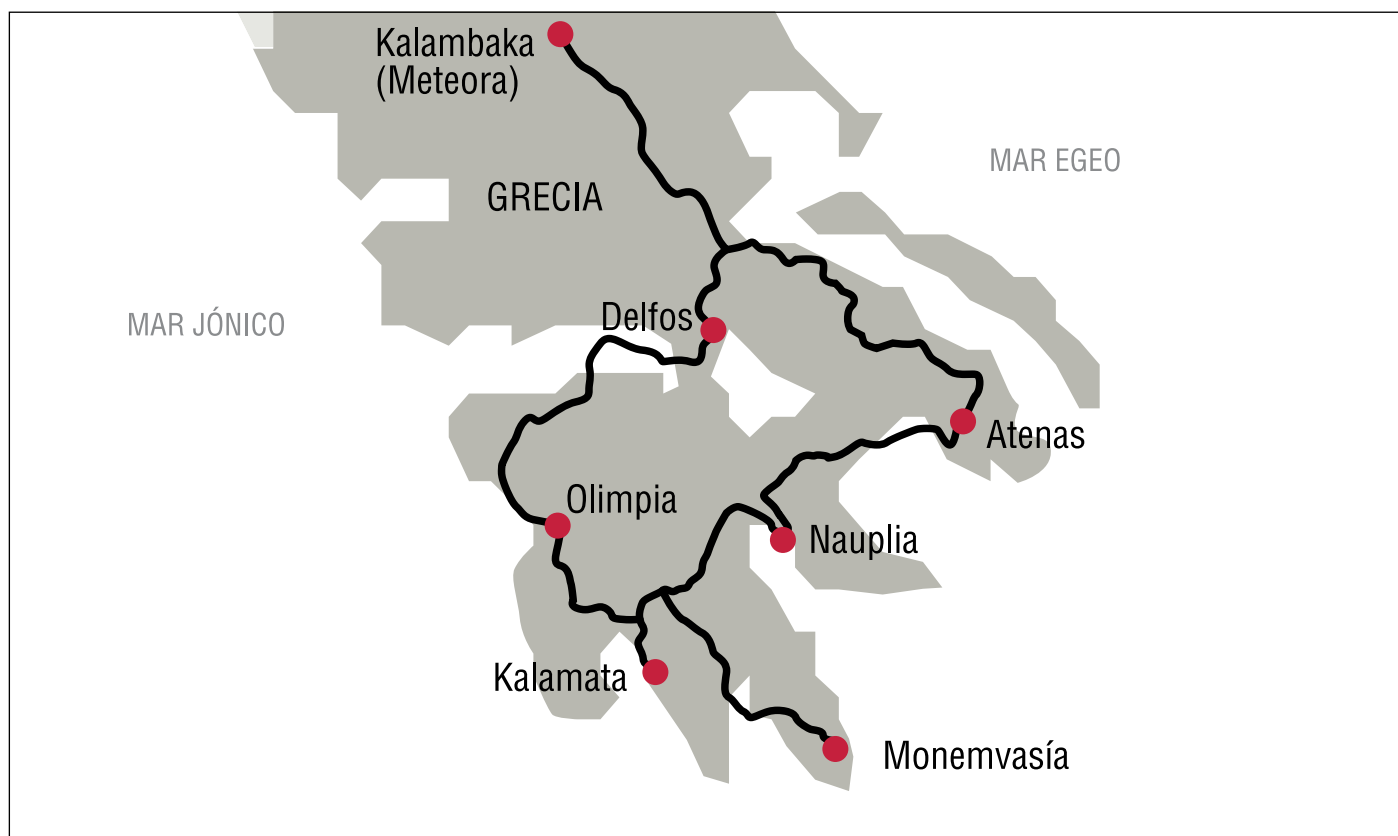 Kalambaka
(Meteora)
MAR EGEO
GRECIA
MAR JÓNICO
Delfos
Atenas
Olimpia
Nauplia
Kalamata
Monemvasía